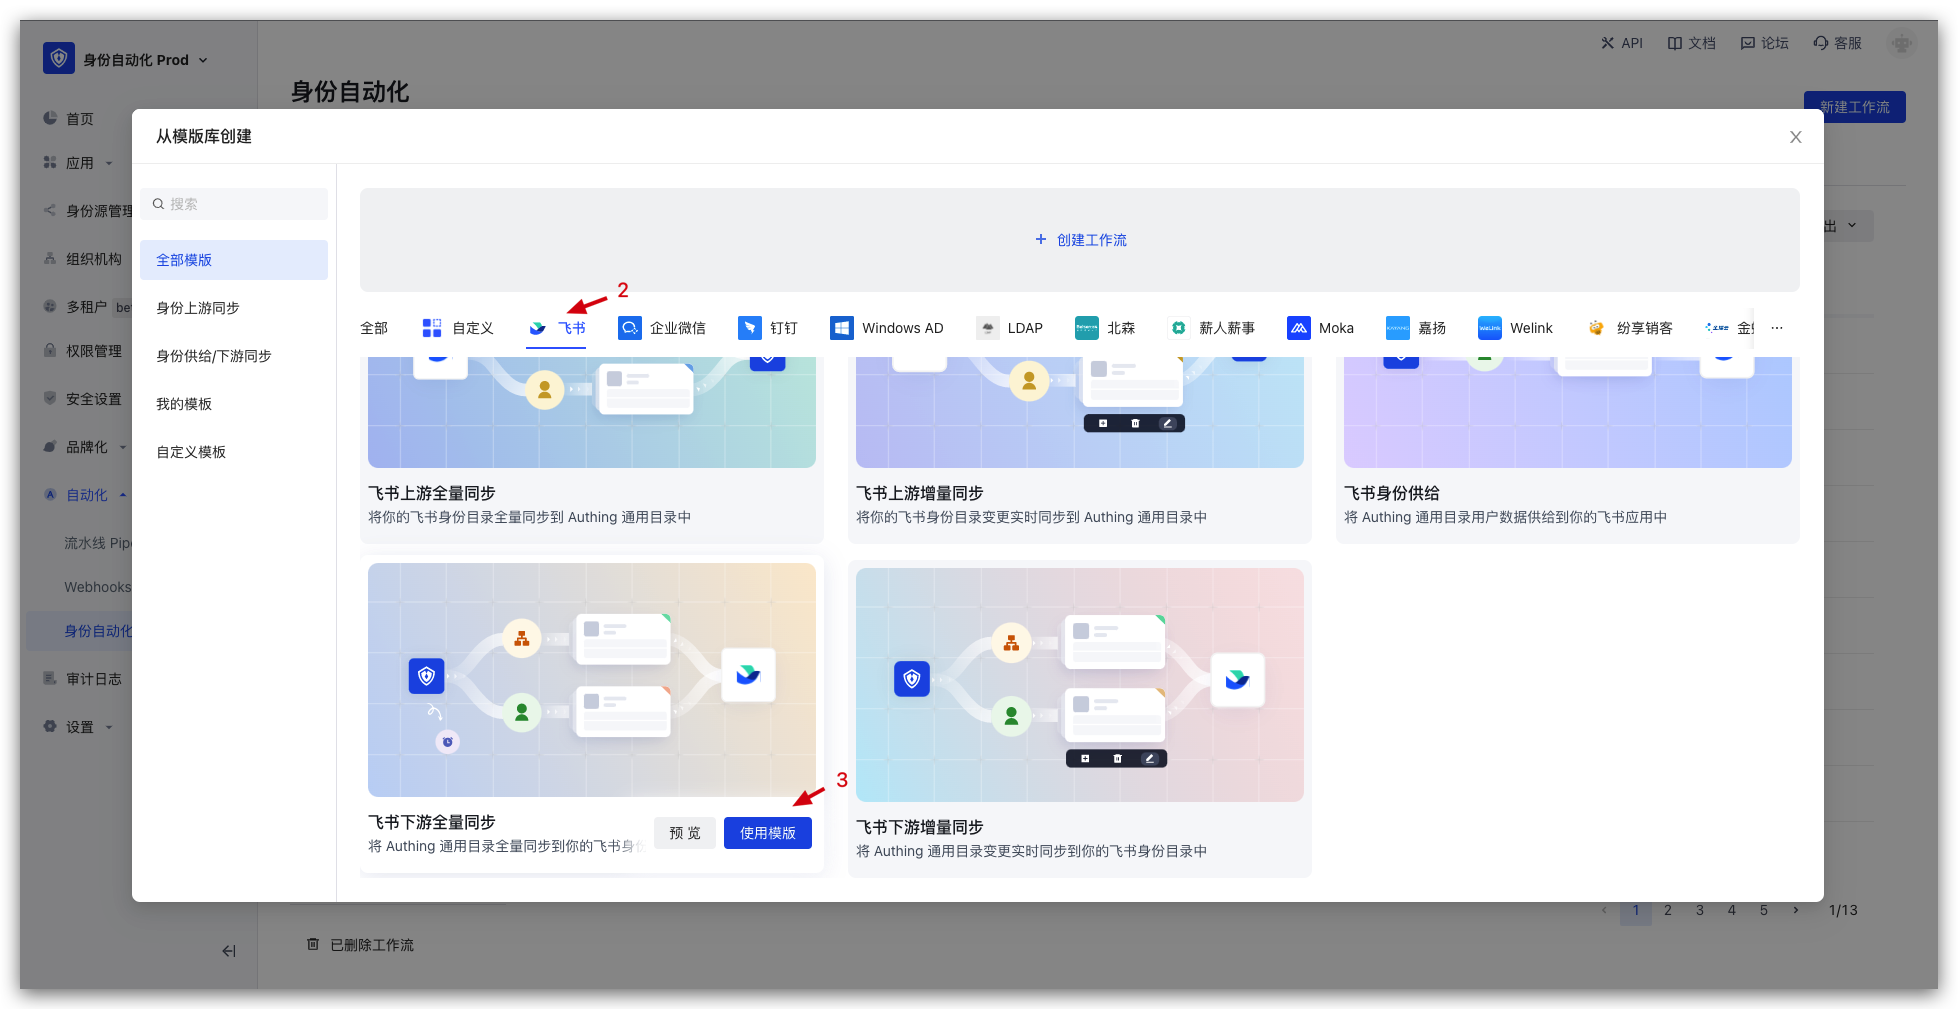 身份自动化 Prod
API
文档
论坛
客服
身份自动化
新建工作流
首页
应用
身份源管理
组织机构
多租户
权限管理
安全设置
品牌化
自动化
流水线 Pip
Webhooks
身份自动化
审计日志
设置
从模版库创建
搜索
全部模版
身份上游同步
身份供给/下游同步
我的模板
自定义模板
出
+ 创建工作流
2
全部
自定义
飞书
企业微信
钉钉
Windows AD
LDAP
北森
薪人薪事
Moka
嘉扬
Welink
纷享销客
飞书上游全量同步
将你的飞书身份目录全量同步到 Authing 通用目录中
飞书上游增量同步
将你的飞书身份目录变更实时同步到 Authing 通用目录中
飞书身份供给
将 Authing 通用目录用户数据供给到你的飞书应用中
3
飞书下游全量同步
将 Authing 通用目录全量同步到你的飞书身份
预 览
使用模版
飞书下游增量同步
将 Authing 通用目录变更实时同步到你的飞书身份目录中
1 2 3 4 5
1/13
已删除工作流